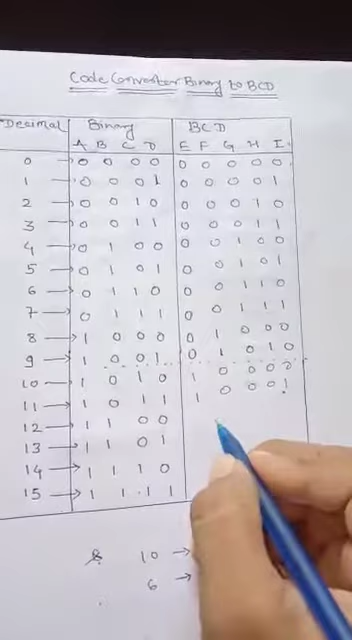 Code Converter Binary to BCD
Decimal Binary BCD
A B C D E F G H I
0 → 0 0 0 0 0 0 0 0 0
1 → 0 0 0 1 0 0 0 0 1
2 → 0 0 1 0 0 0 0 1 0
3 → 0 0 1 1 0 0 0 1 1
4 → 0 1 0 0 0 0 1 0 0
5 → 0 1 0 1 0 0 1 0 1
6 → 0 1 1 0 0 0 1 1 0
7 → 0 1 1 1 0 0 1 1 1
8 → 1 0 0 0 0 1 0 0 0
9 → 1 0 0 1 0 1 0 1 0
10 → 1 0 1 0 1 0 0 0 0
11 → 1 0 1 1 1 0 0 0 1
12 → 1 1 0 0
13 → 1 1 0 1
14 → 1 1 1 0
15 → 1 1 1 1
10 →
6 →